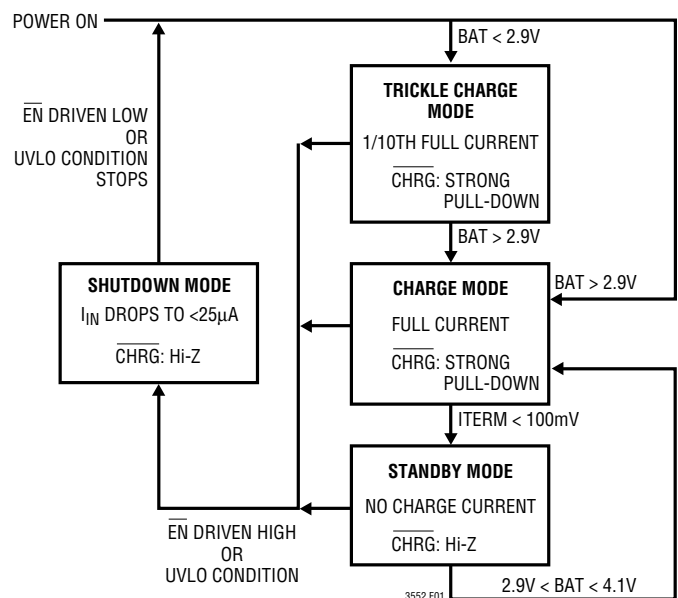 POWER ON
BAT < 2.9V
TRICKLE CHARGE
MODE
1/10TH FULL CURRENT
CHRG: STRONG
PULL-DOWN
EN DRIVEN LOW
OR
UVLO CONDITION
STOPS
BAT > 2.9V
SHUTDOWN MODE
IIN DROPS TO <25µA
CHRG: Hi-Z
CHARGE MODE
FULL CURRENT
CHRG: STRONG
PULL-DOWN
BAT > 2.9V
ITERM < 100mV
STANDBY MODE
NO CHARGE CURRENT
CHRG: Hi-Z
EN DRIVEN HIGH
OR
UVLO CONDITION
2.9V < BAT < 4.1V
3552 F01